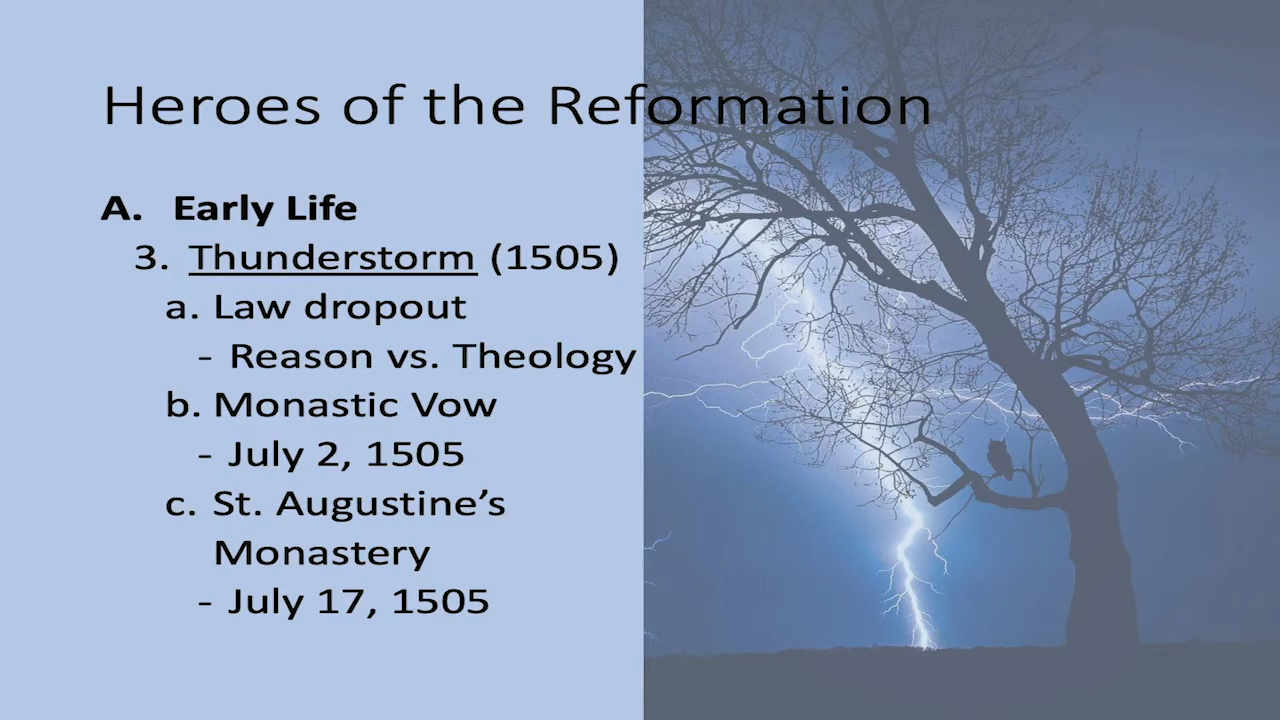 Heroes of the Reformation
A. Early Life
3. Thunderstorm (1505)
a. Law dropout
- Reason vs. Theology
b. Monastic Vow
- July 2, 1505
c. St. Augustine’s
Monastery
- July 17, 1505